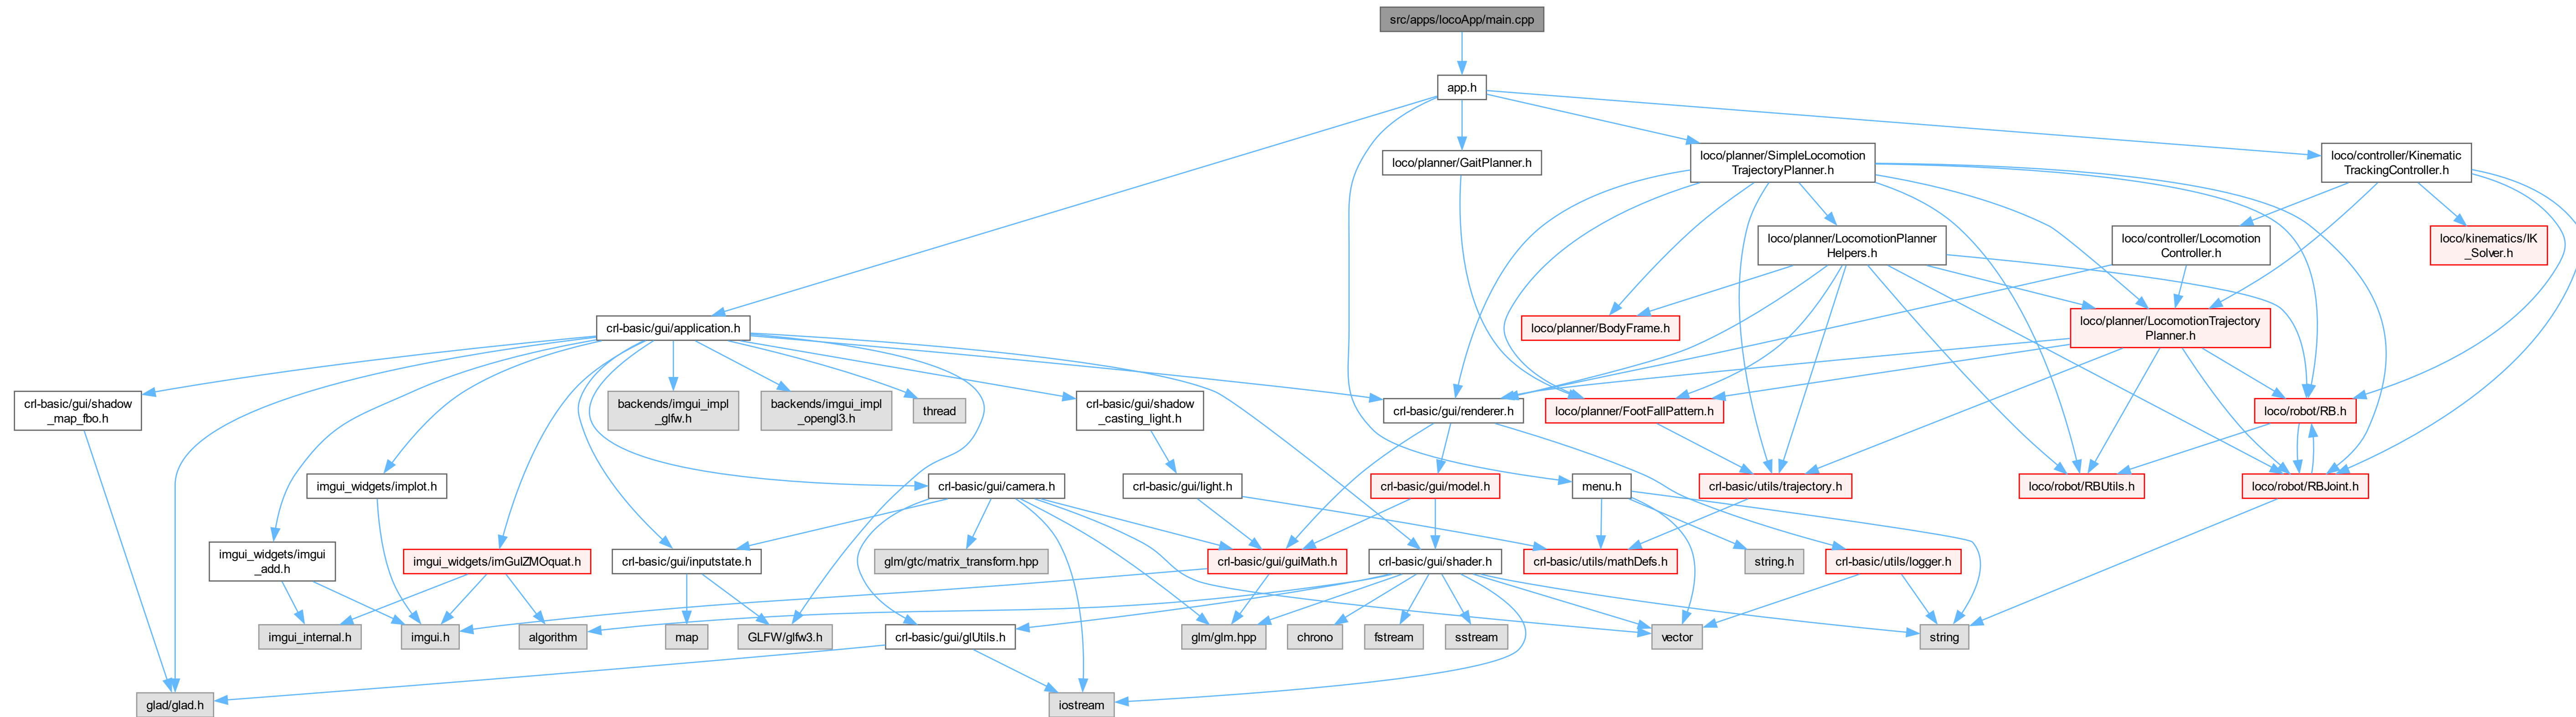 src/apps/locoApp/main.cpp
app.h
loco/planner/GaitPlanner.h
loco/planner/SimpleLocomotion
TrajectoryPlanner.h
loco/controller/Kinematic
TrackingController.h
loco/planner/LocomotionPlanner
Helpers.h
loco/controller/Locomotion
Controller.h
loco/kinematics/IK
_Solver.h
crl-basic/gui/application.h
loco/planner/BodyFrame.h
loco/planner/LocomotionTrajectory
Planner.h
crl-basic/gui/shadow
_map_fbo.h
backends/imgui_impl
_glfw.h
backends/imgui_impl
_opengl3.h
thread
crl-basic/gui/shadow
_casting_light.h
crl-basic/gui/renderer.h
loco/planner/FootFallPattern.h
loco/robot/RB.h
imgui_widgets/implot.h
crl-basic/gui/camera.h
crl-basic/gui/light.h
crl-basic/gui/model.h
menu.h
crl-basic/utils/trajectory.h
loco/robot/RBUtils.h
loco/robot/RBJoint.h
imgui_widgets/imgui
_add.h
imgui_widgets/imGuIZMOquat.h
crl-basic/gui/inputstate.h
glm/gtc/matrix_transform.hpp
crl-basic/gui/guiMath.h
crl-basic/gui/shader.h
crl-basic/utils/mathDefs.h
string.h
crl-basic/utils/logger.h
imgui_internal.h
imgui.h
algorithm
map
GLFW/glfw3.h
crl-basic/gui/glUtils.h
glm/glm.hpp
chrono
fstream
sstream
vector
string
glad/glad.h
iostream